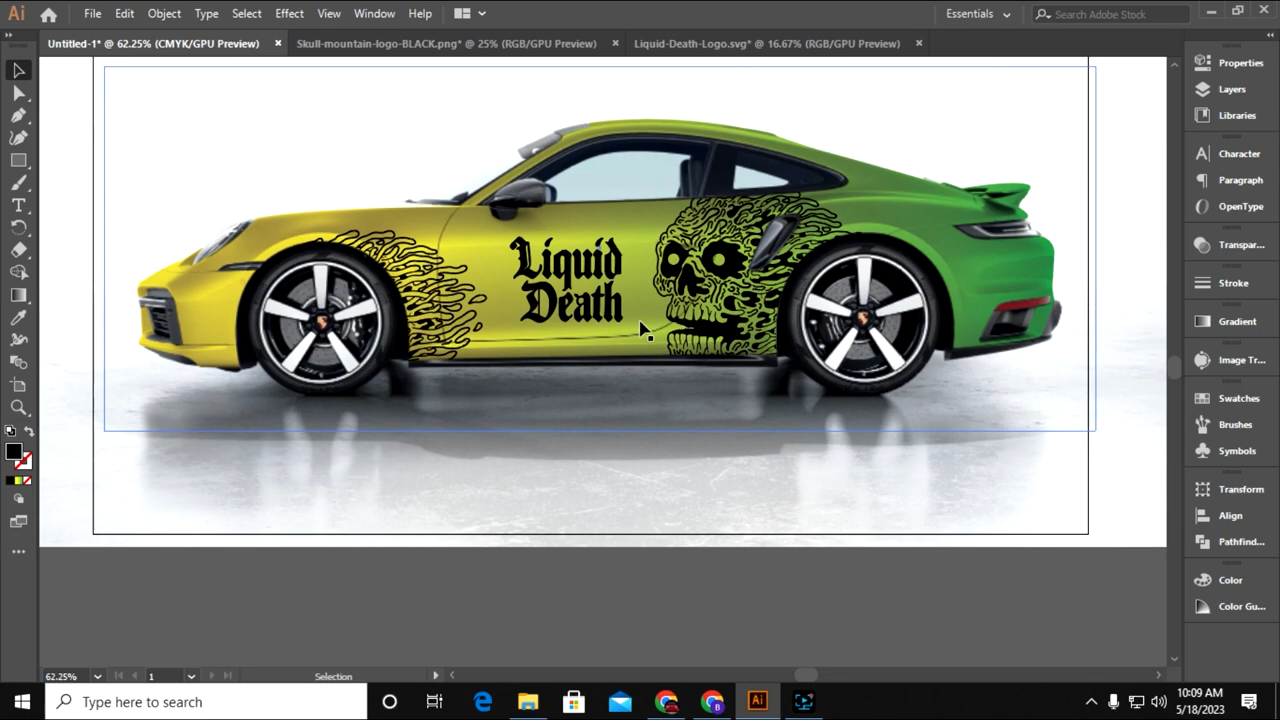 Ai File Edit Object Type Select Effect View Window Help Essentials Search Adobe Stock
Untitled-1* @ 62.25% (CMYK/GPU Preview) × Skull-mountain-logo-BLACK.png* @ 25% (RGB/GPU Preview) × Liquid-Death-Logo.svg* @ 16.67% (RGB/GPU Preview) ×
Properties
Layers
Libraries
Character
Paragraph
OpenType
Transpar...
Stroke
Gradient
Image Tr...
Swatches
Brushes
Symbols
Transform
Align
Pathfind...
Color
Color Gu...
Liquid
Death
62.25% 1 Selection
Type here to search
Ai
10:09 AM
5/18/2023